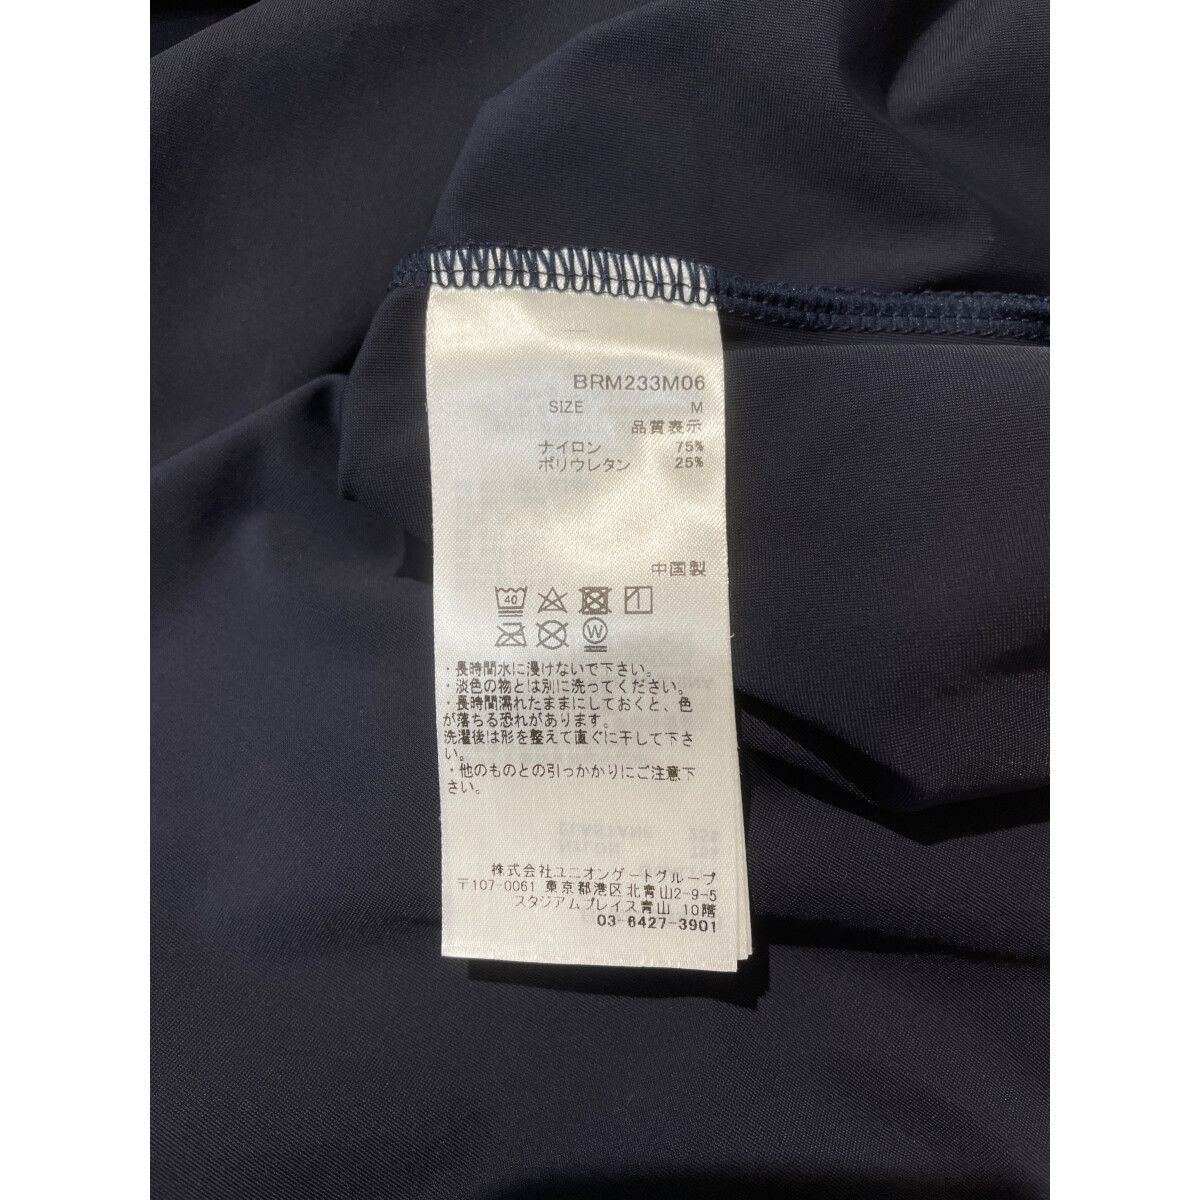 BRM233M06
SIZE M
品質表示
ナイロン 75%
ポリウレタン 25%
中国製
40
W
・長時間水に浸けないで下さい。
・淡色の物とは別に洗ってください。
・長時間濡れたままにしておくと、色
が落ちる恐れがあります。
洗濯後は形を整えて直ぐに干して下さ
い。
・他のものとの引っかかりにご注意下
さい。
ELASTANE 25%
NYLON 75%
株式会社ユニオンゲートグループ
〒107-0061 東京都港区北青山2-9-5
スタジアムプレイス青山 10階
03-6427-3901